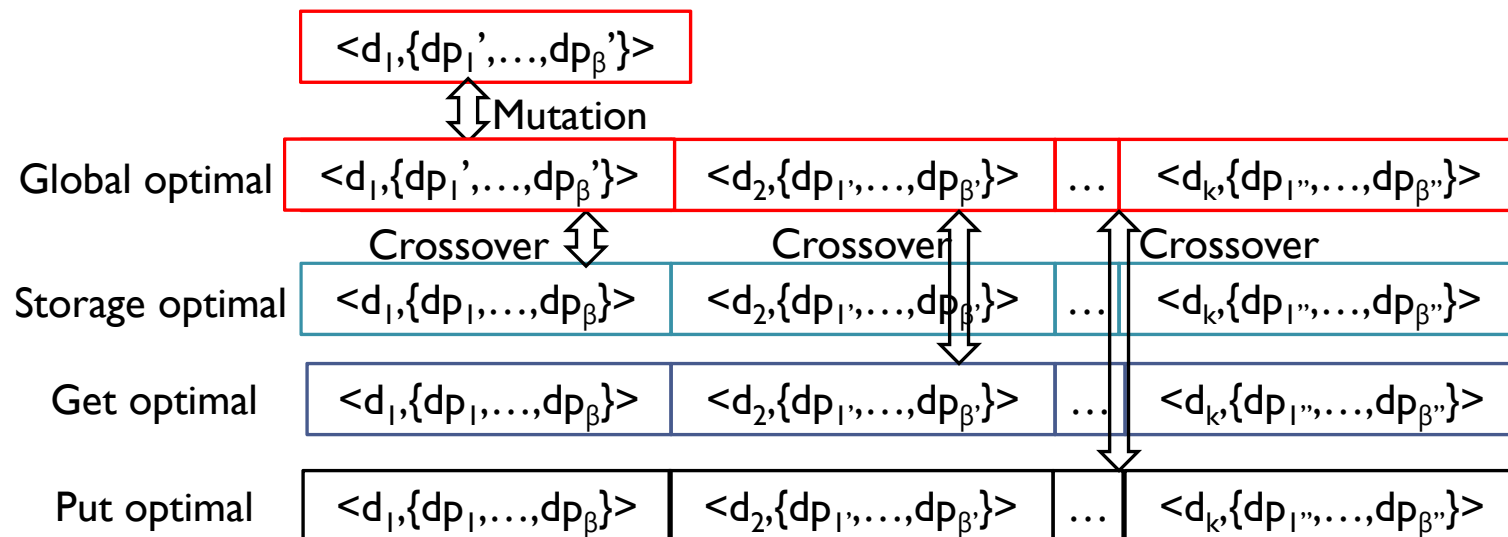 <d₁,{dp₁’,…,dpᵦ’}>
Mutation
Global optimal <d₁,{dp₁’,…,dpᵦ’}> <d₂,{dp₁’,…,dpᵦ’}> … <dₖ,{dp₁”,…,dpᵦ”}>
Crossover Crossover Crossover
Storage optimal <d₁,{dp₁,…,dpᵦ}> <d₂,{dp₁’,…,dpᵦ’}> … <dₖ,{dp₁”,…,dpᵦ”}>
Get optimal <d₁,{dp₁,…,dpᵦ}> <d₂,{dp₁’,…,dpᵦ’}> … <dₖ,{dp₁”,…,dpᵦ”}>
Put optimal <d₁,{dp₁,…,dpᵦ}> <d₂,{dp₁’,…,dpᵦ’}> … <dₖ,{dp₁”,…,dpᵦ”}>